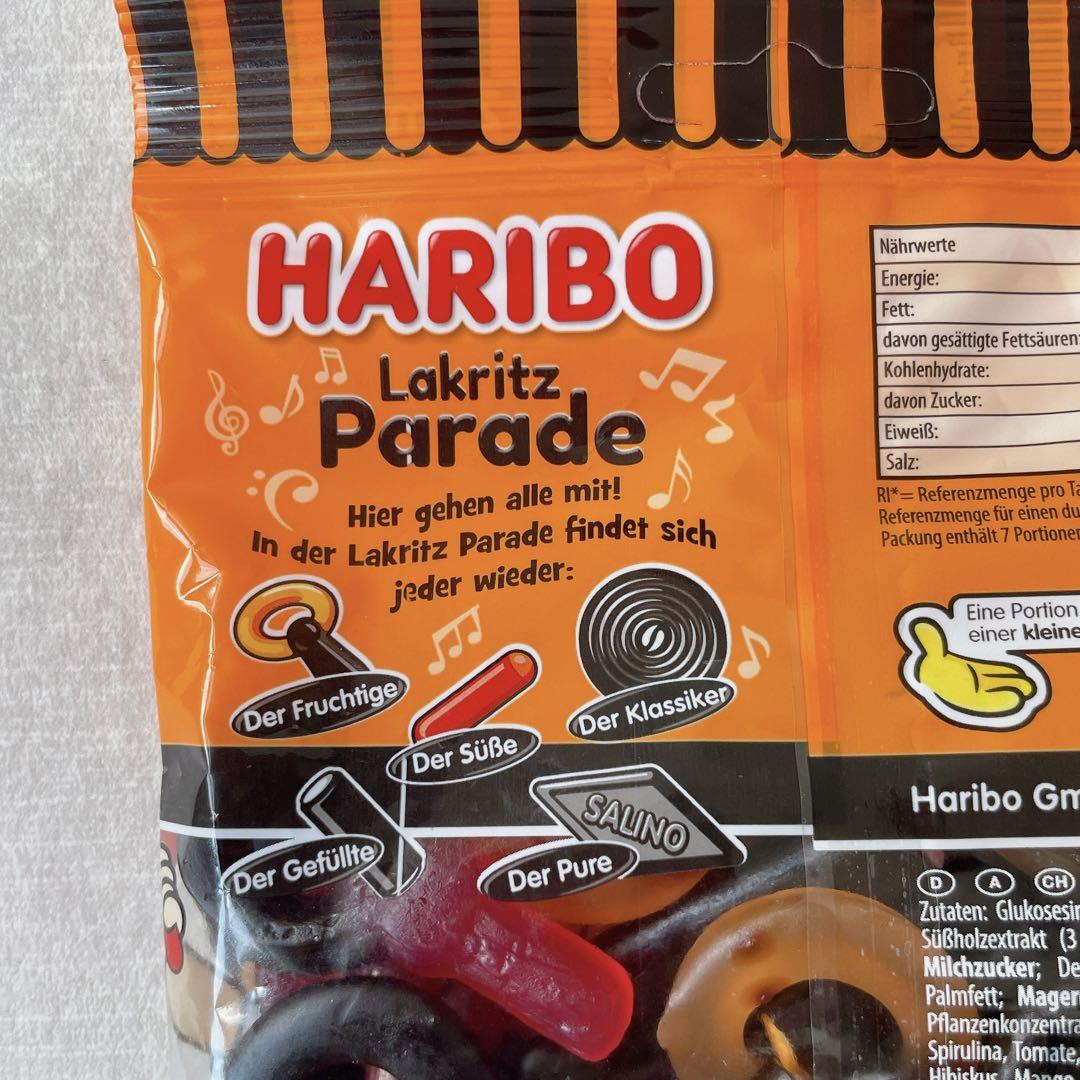 HARIBO
Lakritz
Parade
Hier gehen alle mit!
In der Lakritz Parade findet sich
jeder wieder:
Der Fruchtige
Der Süße
Der Klassiker
Der Gefüllte
SALINO
Der Pure
Nährwerte
Energie:
Fett:
davon gesättigte Fettsäuren:
Kohlenhydrate:
davon Zucker:
Eiweiß:
Salz:
RI*= Referenzmenge pro
Referenzmenge für einen
Packung enthält 7
Eine Portion
einer kleine
Haribo
D A CH
Zutaten:
Süßholzextrakt (3
Milchzucker;
Palmfett;
Spirulina, Tomate,
Hibiskus, Mango